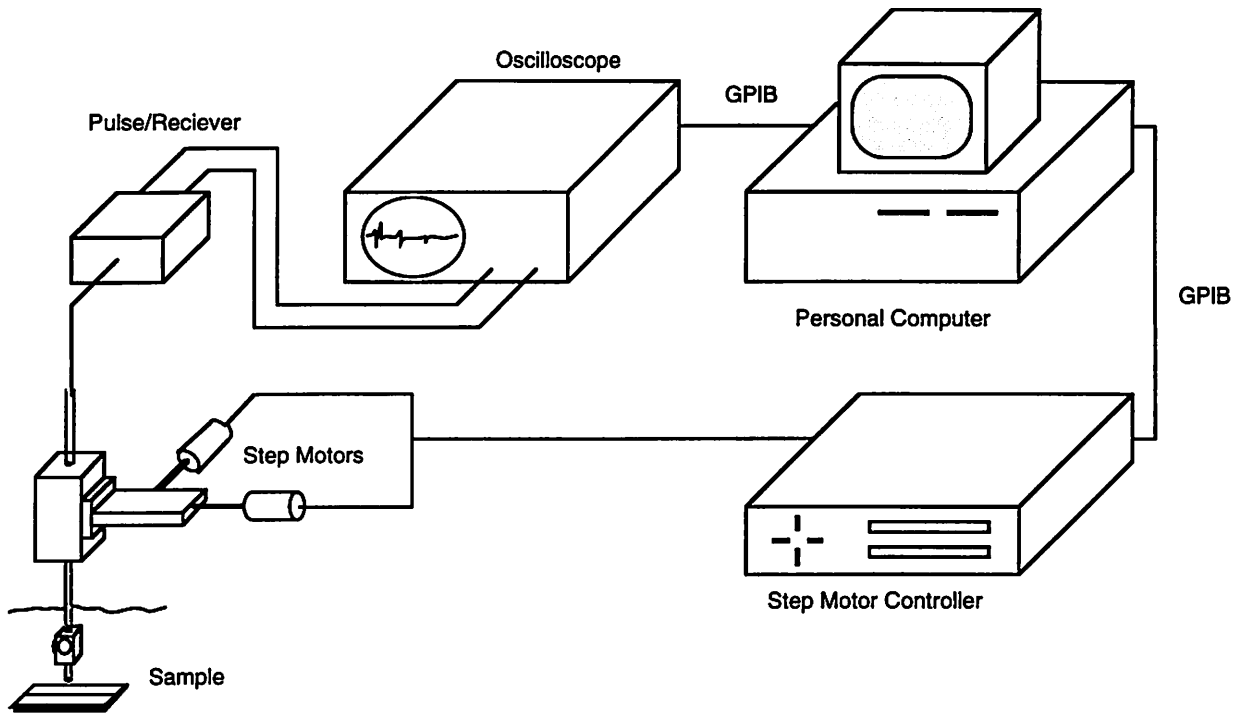 Oscilloscope
GPIB
Pulse/Reciever
Personal Computer
GPIB
Step Motors
Step Motor Controller
Sample